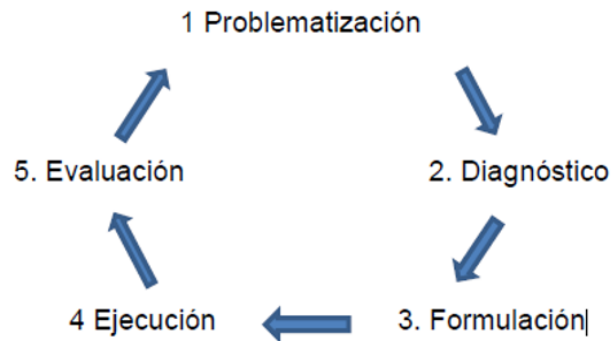 1 Problematización
5. Evaluación
2. Diagnóstico
4 Ejecución
3. Formulación